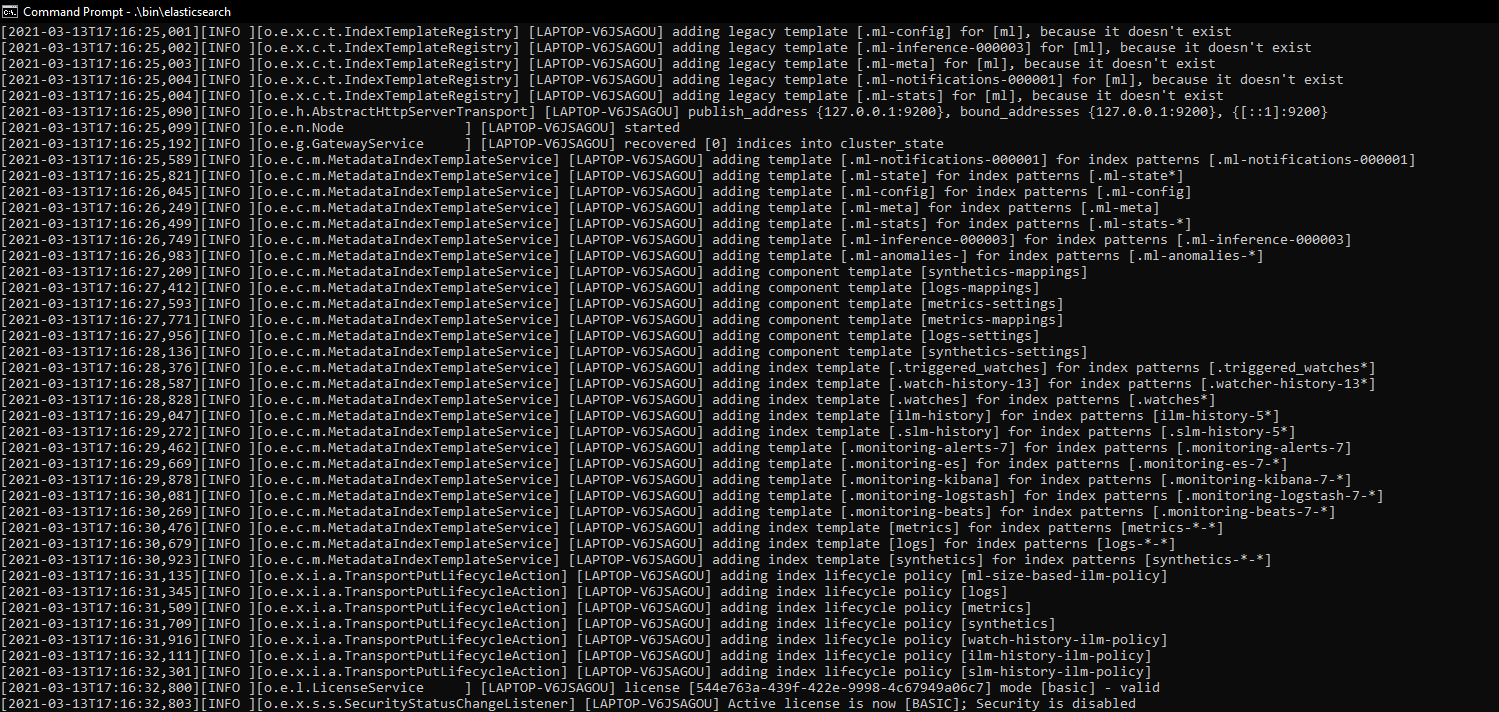 Command Prompt - .\bin\elasticsearch
[2021-03-13T17:16:25,001][INFO ][o.e.x.c.t.IndexTemplateRegistry] [LAPTOP-V6JSAGOU] adding legacy template [.ml-config] for [ml], because it doesn't exist
[2021-03-13T17:16:25,002][INFO ][o.e.x.c.t.IndexTemplateRegistry] [LAPTOP-V6JSAGOU] adding legacy template [.ml-inference-000003] for [ml], because it doesn't exist
[2021-03-13T17:16:25,003][INFO ][o.e.x.c.t.IndexTemplateRegistry] [LAPTOP-V6JSAGOU] adding legacy template [.ml-meta] for [ml], because it doesn't exist
[2021-03-13T17:16:25,004][INFO ][o.e.x.c.t.IndexTemplateRegistry] [LAPTOP-V6JSAGOU] adding legacy template [.ml-notifications-000001] for [ml], because it doesn't exist
[2021-03-13T17:16:25,004][INFO ][o.e.x.c.t.IndexTemplateRegistry] [LAPTOP-V6JSAGOU] adding legacy template [.ml-stats] for [ml], because it doesn't exist
[2021-03-13T17:16:25,090][INFO ][o.e.h.AbstractHttpServerTransport] [LAPTOP-V6JSAGOU] publish_address {127.0.0.1:9200}, bound_addresses {127.0.0.1:9200}, {[::1]:9200}
[2021-03-13T17:16:25,099][INFO ][o.e.n.Node               ] [LAPTOP-V6JSAGOU] started
[2021-03-13T17:16:25,192][INFO ][o.e.g.GatewayService     ] [LAPTOP-V6JSAGOU] recovered [0] indices into cluster_state
[2021-03-13T17:16:25,589][INFO ][o.e.c.m.MetadataIndexTemplateService] [LAPTOP-V6JSAGOU] adding template [.ml-notifications-000001] for index patterns [.ml-notifications-000001]
[2021-03-13T17:16:25,821][INFO ][o.e.c.m.MetadataIndexTemplateService] [LAPTOP-V6JSAGOU] adding template [.ml-state] for index patterns [.ml-state*]
[2021-03-13T17:16:26,045][INFO ][o.e.c.m.MetadataIndexTemplateService] [LAPTOP-V6JSAGOU] adding template [.ml-config] for index patterns [.ml-config]
[2021-03-13T17:16:26,249][INFO ][o.e.c.m.MetadataIndexTemplateService] [LAPTOP-V6JSAGOU] adding template [.ml-meta] for index patterns [.ml-meta]
[2021-03-13T17:16:26,499][INFO ][o.e.c.m.MetadataIndexTemplateService] [LAPTOP-V6JSAGOU] adding template [.ml-stats] for index patterns [.ml-stats-*]
[2021-03-13T17:16:26,749][INFO ][o.e.c.m.MetadataIndexTemplateService] [LAPTOP-V6JSAGOU] adding template [.ml-inference-000003] for index patterns [.ml-inference-000003]
[2021-03-13T17:16:26,983][INFO ][o.e.c.m.MetadataIndexTemplateService] [LAPTOP-V6JSAGOU] adding template [.ml-anomalies-] for index patterns [.ml-anomalies-*]
[2021-03-13T17:16:27,209][INFO ][o.e.c.m.MetadataIndexTemplateService] [LAPTOP-V6JSAGOU] adding component template [synthetics-mappings]
[2021-03-13T17:16:27,412][INFO ][o.e.c.m.MetadataIndexTemplateService] [LAPTOP-V6JSAGOU] adding component template [logs-mappings]
[2021-03-13T17:16:27,593][INFO ][o.e.c.m.MetadataIndexTemplateService] [LAPTOP-V6JSAGOU] adding component template [metrics-settings]
[2021-03-13T17:16:27,771][INFO ][o.e.c.m.MetadataIndexTemplateService] [LAPTOP-V6JSAGOU] adding component template [metrics-mappings]
[2021-03-13T17:16:27,956][INFO ][o.e.c.m.MetadataIndexTemplateService] [LAPTOP-V6JSAGOU] adding component template [logs-settings]
[2021-03-13T17:16:28,136][INFO ][o.e.c.m.MetadataIndexTemplateService] [LAPTOP-V6JSAGOU] adding component template [synthetics-settings]
[2021-03-13T17:16:28,376][INFO ][o.e.c.m.MetadataIndexTemplateService] [LAPTOP-V6JSAGOU] adding index template [.triggered_watches] for index patterns [.triggered_watches*]
[2021-03-13T17:16:28,587][INFO ][o.e.c.m.MetadataIndexTemplateService] [LAPTOP-V6JSAGOU] adding index template [.watch-history-13] for index patterns [.watcher-history-13*]
[2021-03-13T17:16:28,828][INFO ][o.e.c.m.MetadataIndexTemplateService] [LAPTOP-V6JSAGOU] adding index template [.watches] for index patterns [.watches*]
[2021-03-13T17:16:29,047][INFO ][o.e.c.m.MetadataIndexTemplateService] [LAPTOP-V6JSAGOU] adding index template [ilm-history] for index patterns [ilm-history-5*]
[2021-03-13T17:16:29,272][INFO ][o.e.c.m.MetadataIndexTemplateService] [LAPTOP-V6JSAGOU] adding index template [.slm-history] for index patterns [.slm-history-5*]
[2021-03-13T17:16:29,462][INFO ][o.e.c.m.MetadataIndexTemplateService] [LAPTOP-V6JSAGOU] adding template [.monitoring-alerts-7] for index patterns [.monitoring-alerts-7]
[2021-03-13T17:16:29,669][INFO ][o.e.c.m.MetadataIndexTemplateService] [LAPTOP-V6JSAGOU] adding template [.monitoring-es] for index patterns [.monitoring-es-7-*]
[2021-03-13T17:16:29,878][INFO ][o.e.c.m.MetadataIndexTemplateService] [LAPTOP-V6JSAGOU] adding template [.monitoring-kibana] for index patterns [.monitoring-kibana-7-*]
[2021-03-13T17:16:30,081][INFO ][o.e.c.m.MetadataIndexTemplateService] [LAPTOP-V6JSAGOU] adding template [.monitoring-logstash] for index patterns [.monitoring-logstash-7-*]
[2021-03-13T17:16:30,269][INFO ][o.e.c.m.MetadataIndexTemplateService] [LAPTOP-V6JSAGOU] adding template [.monitoring-beats] for index patterns [.monitoring-beats-7-*]
[2021-03-13T17:16:30,476][INFO ][o.e.c.m.MetadataIndexTemplateService] [LAPTOP-V6JSAGOU] adding index template [metrics] for index patterns [metrics-*-*]
[2021-03-13T17:16:30,679][INFO ][o.e.c.m.MetadataIndexTemplateService] [LAPTOP-V6JSAGOU] adding index template [logs] for index patterns [logs-*-*]
[2021-03-13T17:16:30,923][INFO ][o.e.c.m.MetadataIndexTemplateService] [LAPTOP-V6JSAGOU] adding index template [synthetics] for index patterns [synthetics-*-*]
[2021-03-13T17:16:31,135][INFO ][o.e.x.i.a.TransportPutLifecycleAction] [LAPTOP-V6JSAGOU] adding index lifecycle policy [ml-size-based-ilm-policy]
[2021-03-13T17:16:31,345][INFO ][o.e.x.i.a.TransportPutLifecycleAction] [LAPTOP-V6JSAGOU] adding index lifecycle policy [logs]
[2021-03-13T17:16:31,509][INFO ][o.e.x.i.a.TransportPutLifecycleAction] [LAPTOP-V6JSAGOU] adding index lifecycle policy [metrics]
[2021-03-13T17:16:31,709][INFO ][o.e.x.i.a.TransportPutLifecycleAction] [LAPTOP-V6JSAGOU] adding index lifecycle policy [synthetics]
[2021-03-13T17:16:31,916][INFO ][o.e.x.i.a.TransportPutLifecycleAction] [LAPTOP-V6JSAGOU] adding index lifecycle policy [watch-history-ilm-policy]
[2021-03-13T17:16:32,111][INFO ][o.e.x.i.a.TransportPutLifecycleAction] [LAPTOP-V6JSAGOU] adding index lifecycle policy [ilm-history-ilm-policy]
[2021-03-13T17:16:32,301][INFO ][o.e.x.i.a.TransportPutLifecycleAction] [LAPTOP-V6JSAGOU] adding index lifecycle policy [slm-history-ilm-policy]
[2021-03-13T17:16:32,800][INFO ][o.e.l.LicenseService     ] [LAPTOP-V6JSAGOU] license [544e763a-439f-422e-9998-4c67949a06c7] mode [basic] - valid
[2021-03-13T17:16:32,803][INFO ][o.e.x.s.s.SecurityStatusChangeListener] [LAPTOP-V6JSAGOU] Active license is now [BASIC]; Security is disabled